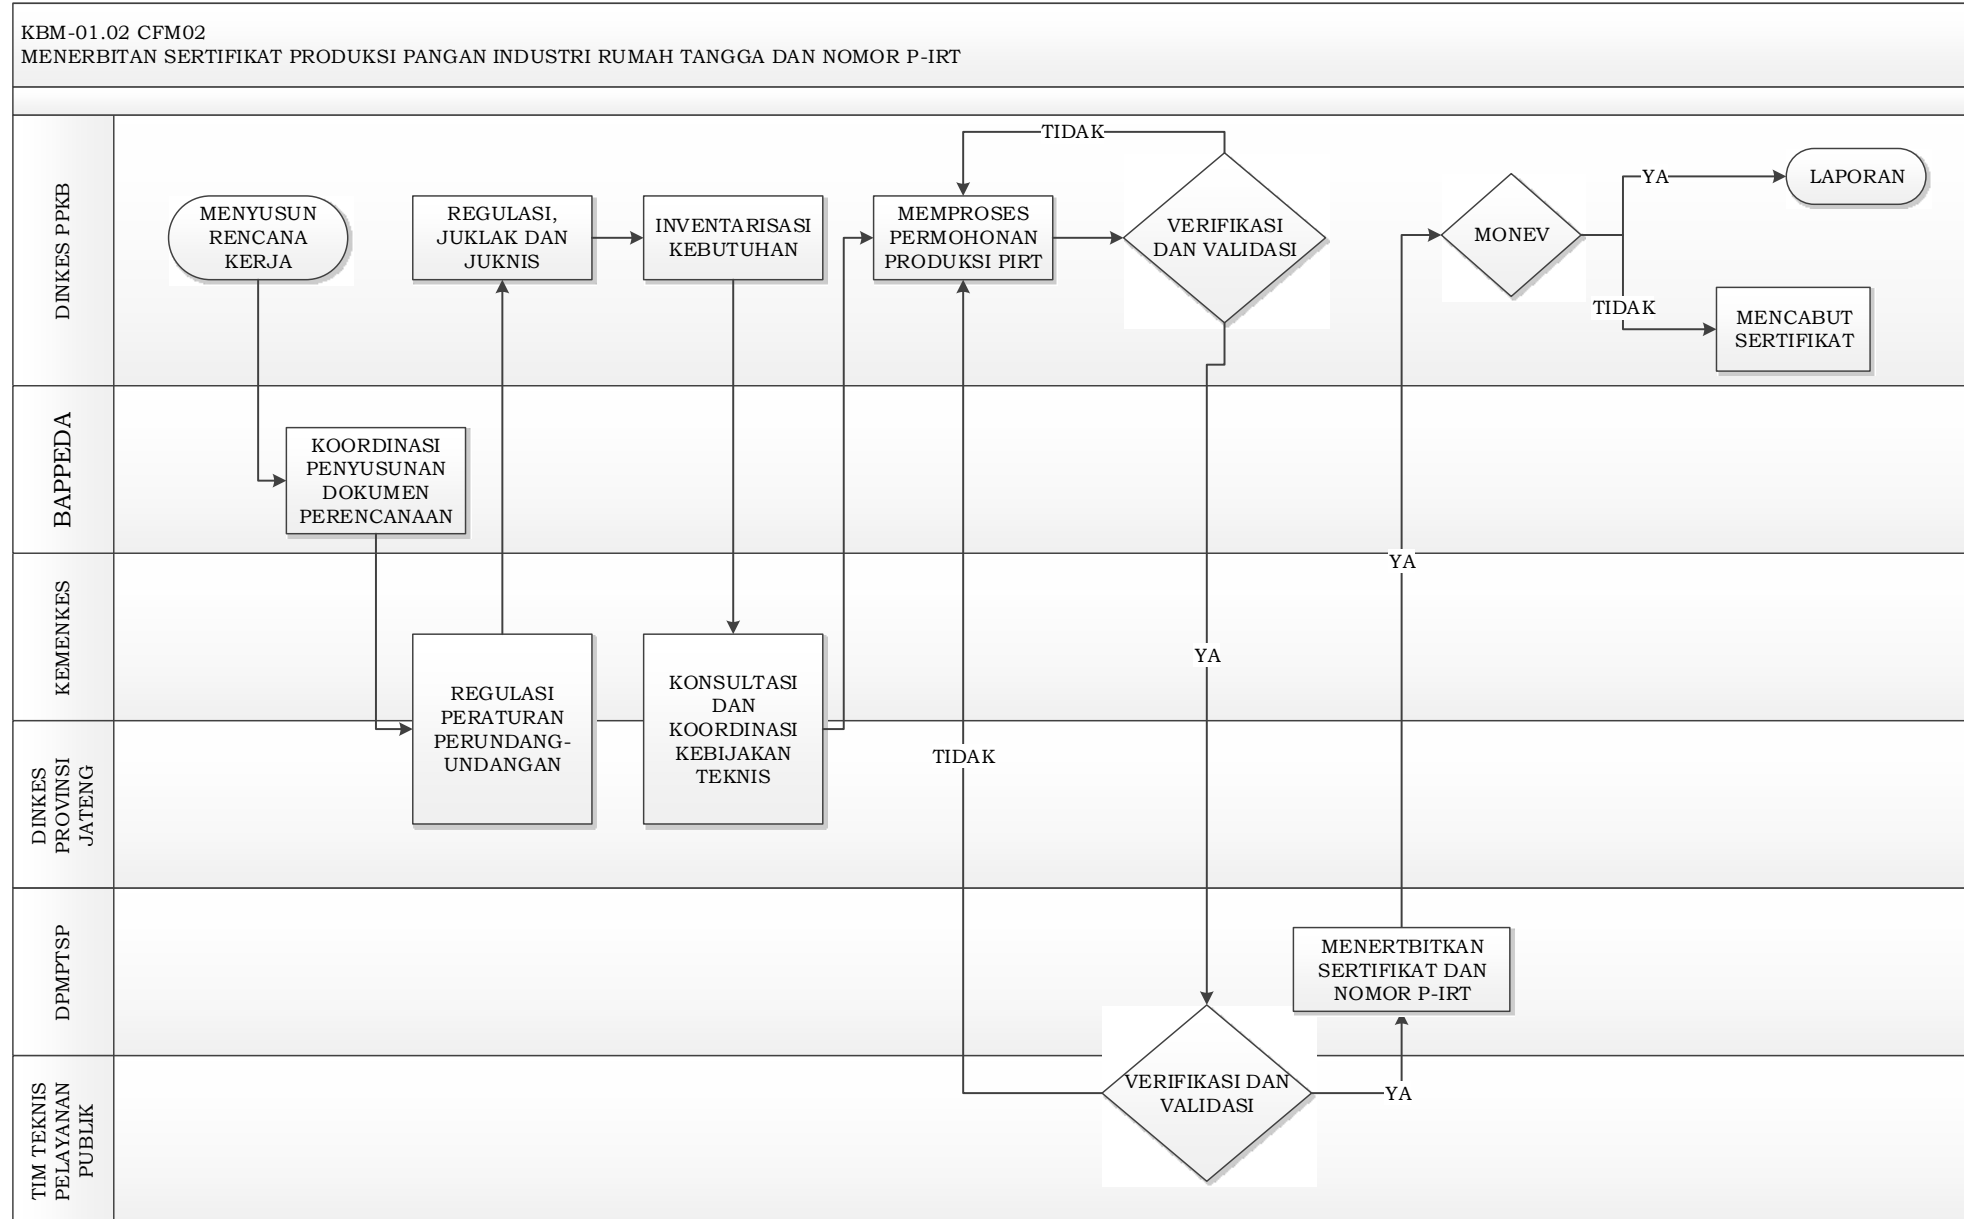 KBM-01.02 CFM02
MENERBITAN SERTIFIKAT PRODUKSI PANGAN INDUSTRI RUMAH TANGGA DAN NOMOR P-IRT
DINKES PPKB
MENYUSUN
RENCANA
KERJA
REGULASI,
JUKLAK DAN
JUKNIS
INVENTARISASI
KEBUTUHAN
MEMPROSES
PERMOHONAN
PRODUKSI PIRT
TIDAK
VERIFIKASI
DAN VALIDASI
MONEV
YA
LAPORAN
TIDAK
MENCABUT
SERTIFIKAT
BAPPEDA
KOORDINASI
PENYUSUNAN
DOKUMEN
PERENCANAAN
KEMENKES
REGULASI
PERATURAN
PERUNDANG-
UNDANGAN
KONSULTASI
DAN
KOORDINASI
KEBIJAKAN
TEKNIS
YA
YA
DINKES
PROVINSI
JATENG
TIDAK
DPMPTSP
MENERTBITKAN
SERTIFIKAT DAN
NOMOR P-IRT
TIM TEKNIS
PELAYANAN
PUBLIK
VERIFIKASI DAN
VALIDASI
YA